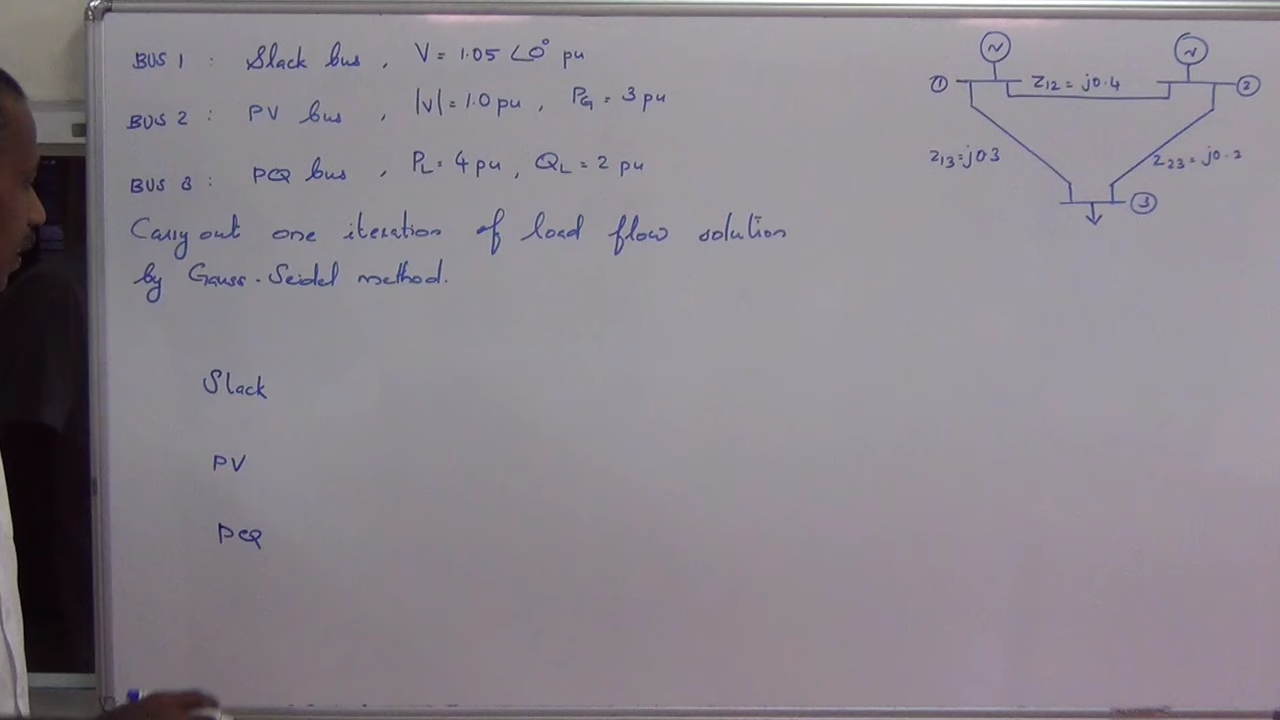 BUS 1 : Slack bus , V = 1.05 ∠0° pu
BUS 2 : PV bus , |V| = 1.0 pu , PG = 3 pu
BUS 3 : PQ bus , PL = 4 pu , QL = 2 pu
Carry out one iteration of load flow solution
by Gauss-Seidel method.
Slack
PV
PQ
~
~
1
Z12 = j0.4
2
Z13 = j0.3
Z23 = j0.2
3